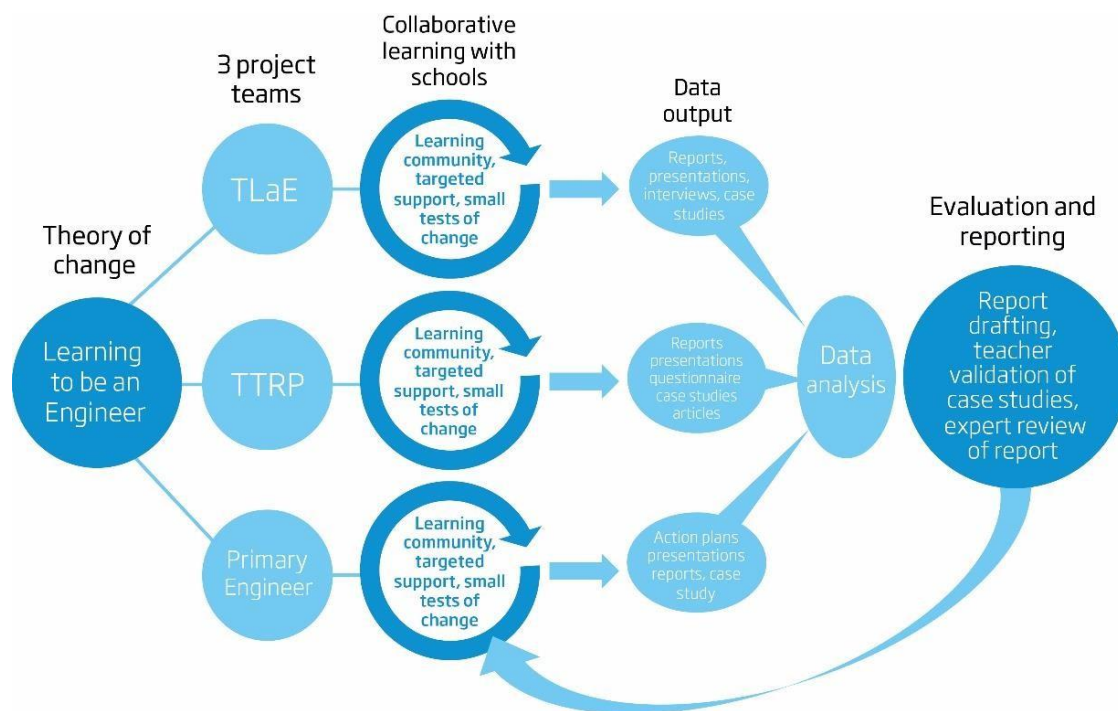 Theory of
change
Learning
to be an
Engineer
3 project
teams
TLaE
TTRP
Primary
Engineer
Collaborative
learning with
schools
Learning
community,
targeted
support, small
tests of
change
Learning
community,
targeted
support, small
tests of
change
Learning
community,
targeted
support, small
tests of
change
Data
output
Reports,
presentations,
interviews, case
studies
Reports
presentations
questionnaire
case studies
articles
Action plans
presentations
reports, case
study
Data
analysis
Evaluation and
reporting
Report
drafting,
teacher
validation of
case studies,
expert review
of report